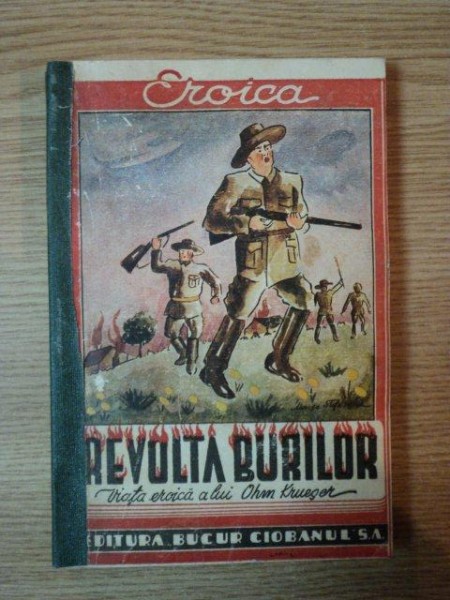 Eroica
REVOLTA BURILOR
Viața eroică a lui Ohm Krueger
EDITURA "BUCUR CIOBANUL" S.A.